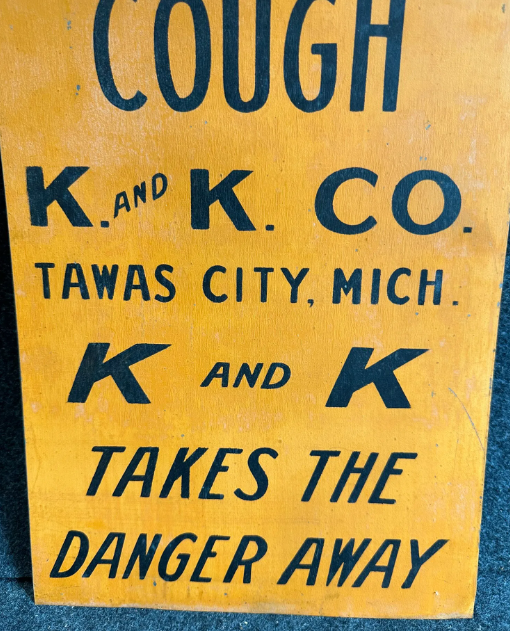 COUGH
K. AND K. CO.
TAWAS CITY, MICH.
K AND K
TAKES THE
DANGER AWAY